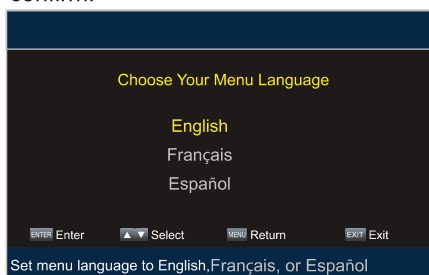 Choose Your Menu Language
English
Français
Español
ENTER Enter ▲ ▼ Select MENU Return EXIT Exit
Set menu language to English,Français, or Español